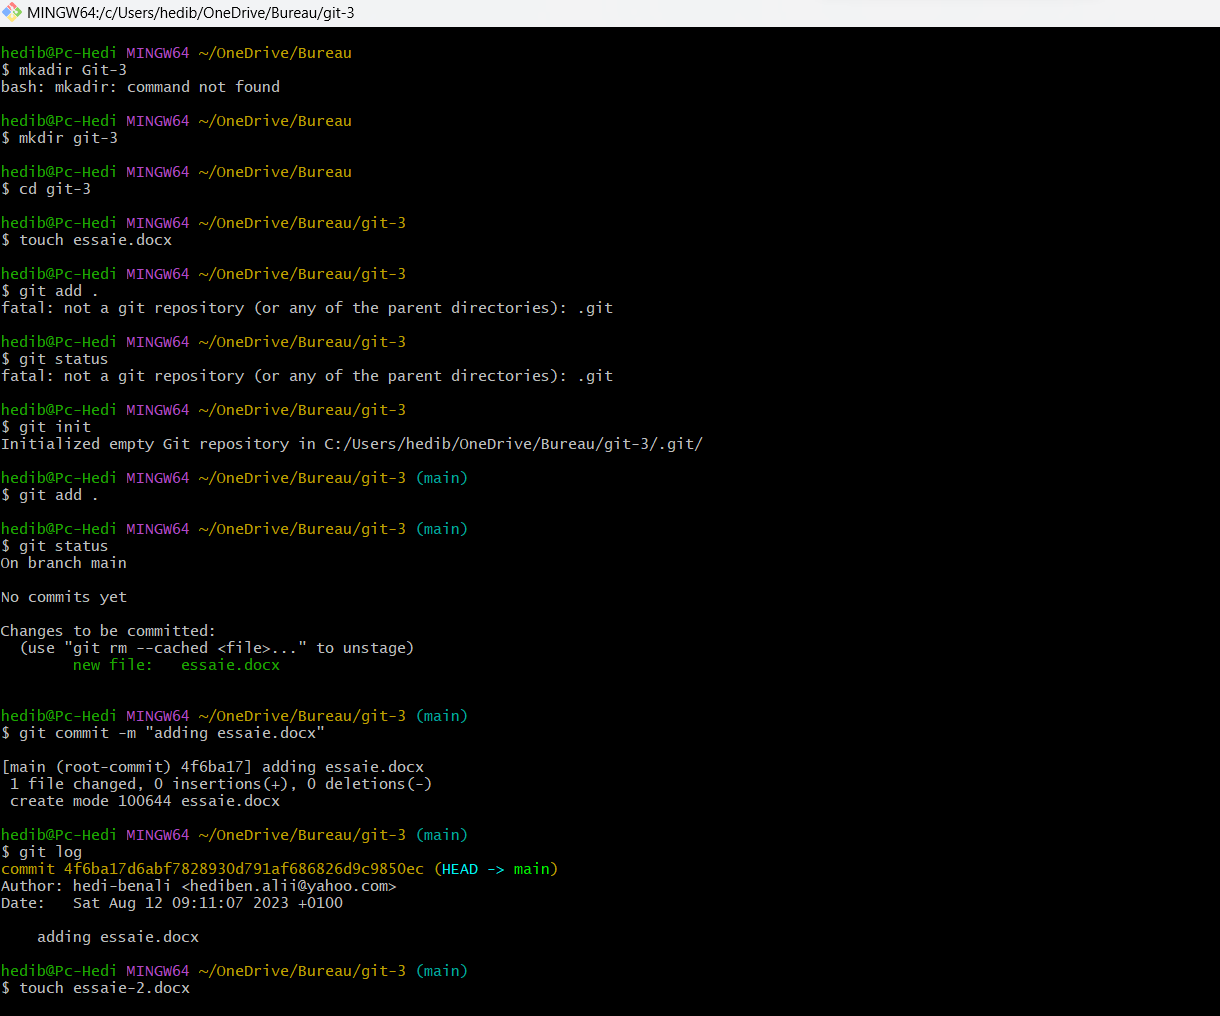 MINGW64:/c/Users/hedib/OneDrive/Bureau/git-3
hedib@Pc-Hedi MINGW64 ~/OneDrive/Bureau
$ mkadir Git-3
bash: mkadir: command not found
hedib@Pc-Hedi MINGW64 ~/OneDrive/Bureau
$ mkdir git-3
hedib@Pc-Hedi MINGW64 ~/OneDrive/Bureau
$ cd git-3
hedib@Pc-Hedi MINGW64 ~/OneDrive/Bureau/git-3
$ touch essaie.docx
hedib@Pc-Hedi MINGW64 ~/OneDrive/Bureau/git-3
$ git add .
fatal: not a git repository (or any of the parent directories): .git
hedib@Pc-Hedi MINGW64 ~/OneDrive/Bureau/git-3
$ git status
fatal: not a git repository (or any of the parent directories): .git
hedib@Pc-Hedi MINGW64 ~/OneDrive/Bureau/git-3
$ git init
Initialized empty Git repository in C:/Users/hedib/OneDrive/Bureau/git-3/.git/
hedib@Pc-Hedi MINGW64 ~/OneDrive/Bureau/git-3 (main)
$ git add .
hedib@Pc-Hedi MINGW64 ~/OneDrive/Bureau/git-3 (main)
$ git status
On branch main
No commits yet
Changes to be committed:
  (use "git rm --cached <file>..." to unstage)
        new file:   essaie.docx
hedib@Pc-Hedi MINGW64 ~/OneDrive/Bureau/git-3 (main)
$ git commit -m "adding essaie.docx"
[main (root-commit) 4f6ba17] adding essaie.docx
 1 file changed, 0 insertions(+), 0 deletions(-)
 create mode 100644 essaie.docx
hedib@Pc-Hedi MINGW64 ~/OneDrive/Bureau/git-3 (main)
$ git log
commit 4f6ba17d6abf7828930d791af686826d9c9850ec (HEAD -> main)
Author: hedi-benali <hediben.alii@yahoo.com>
Date:   Sat Aug 12 09:11:07 2023 +0100
    adding essaie.docx
hedib@Pc-Hedi MINGW64 ~/OneDrive/Bureau/git-3 (main)
$ touch essaie-2.docx